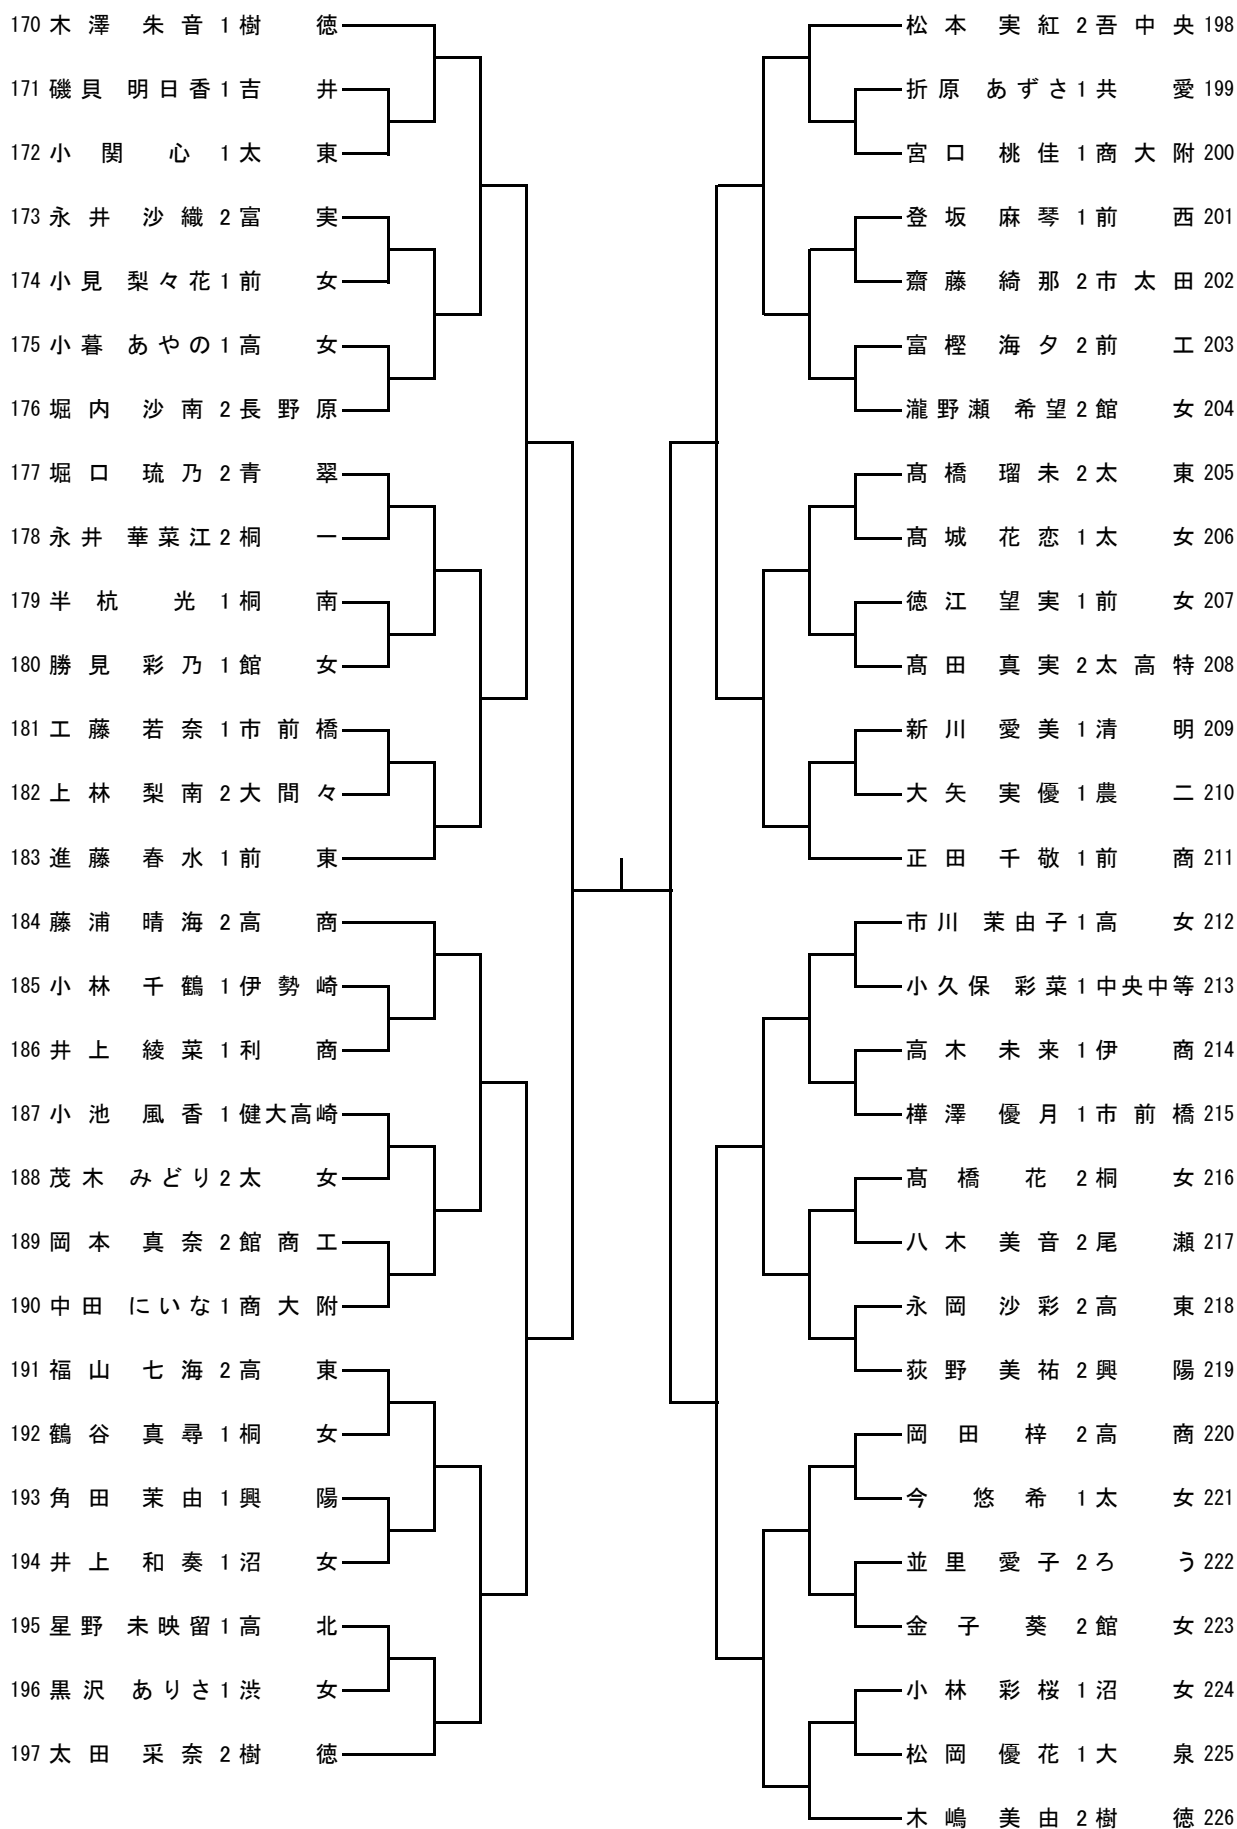 170 木澤 朱音 1 樹徳
171 磯貝 明日香 1 吉井
172 小関 心 1 太東
173 永井 沙織 2 富実
174 小見 梨々花 1 前女
175 小暮 あやの 1 高女
176 堀内 沙南 2 長野原
177 堀口 琉乃 2 青翠
178 永井 華菜江 2 桐一
179 半杭 光 1 桐南
180 勝見 彩乃 1 館女
181 工藤 若奈 1 市前橋
182 上林 梨南 2 大間々
183 進藤 春水 1 前東
184 藤浦 晴海 2 高商
185 小林 千鶴 1 伊勢崎
186 井上 綾菜 1 利商
187 小池 風香 1 健大高崎
188 茂木 みどり 2 太女
189 岡本 真奈 2 館商工
190 中田 にいな 1 商大附
191 福山 七海 2 高東
192 鶴谷 真尋 1 桐女
193 角田 茉由 1 興陽
194 井上 和奏 1 沼女
195 星野 未映留 1 高北
196 黒沢 ありさ 1 渋女
197 太田 采奈 2 樹徳
松本 実紅 2 吾中央 198
折原 あずさ 1 共愛 199
宮口 桃佳 1 商大附 200
登坂 麻琴 1 前西 201
齋藤 綺那 2 市太田 202
富樫 海夕 2 前工 203
瀧野瀬 希望 2 館女 204
髙橋 瑠未 2 太東 205
髙城 花恋 1 太女 206
徳江 望実 1 前女 207
髙田 真実 2 太高特 208
新川 愛美 1 清明 209
大矢 実優 1 農二 210
正田 千敬 1 前商 211
市川 茉由子 1 高女 212
小久保 彩菜 1 中央中等 213
高木 未来 1 伊商 214
樺澤 優月 1 市前橋 215
髙橋 花 2 桐女 216
八木 美音 2 尾瀬 217
永岡 沙彩 2 高東 218
荻野 美祐 2 興陽 219
岡田 梓 2 高商 220
今 悠希 1 太女 221
並里 愛子 2 ろう 222
金子 葵 2 館女 223
小林 彩桜 1 沼女 224
松岡 優花 1 大泉 225
木嶋 美由 2 樹徳 226